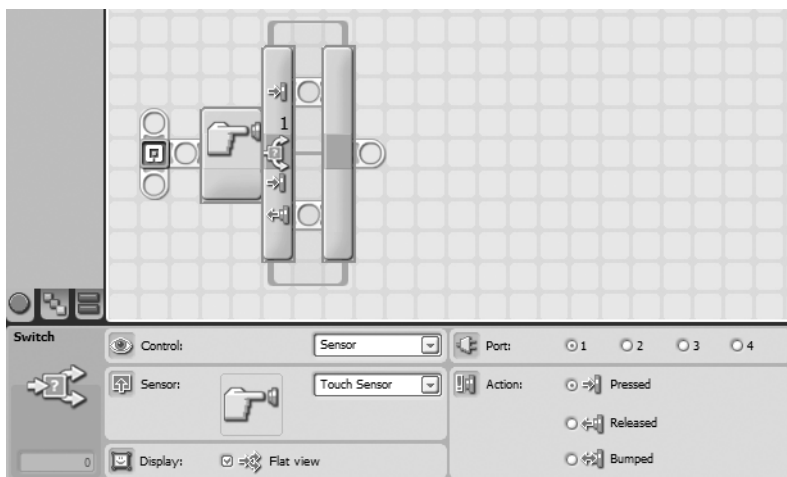 1
Switch
0
Control:
Sensor
Sensor:
Touch Sensor
Display:
Flat view
Port:
1 2 3 4
Action:
Pressed
Released
Bumped